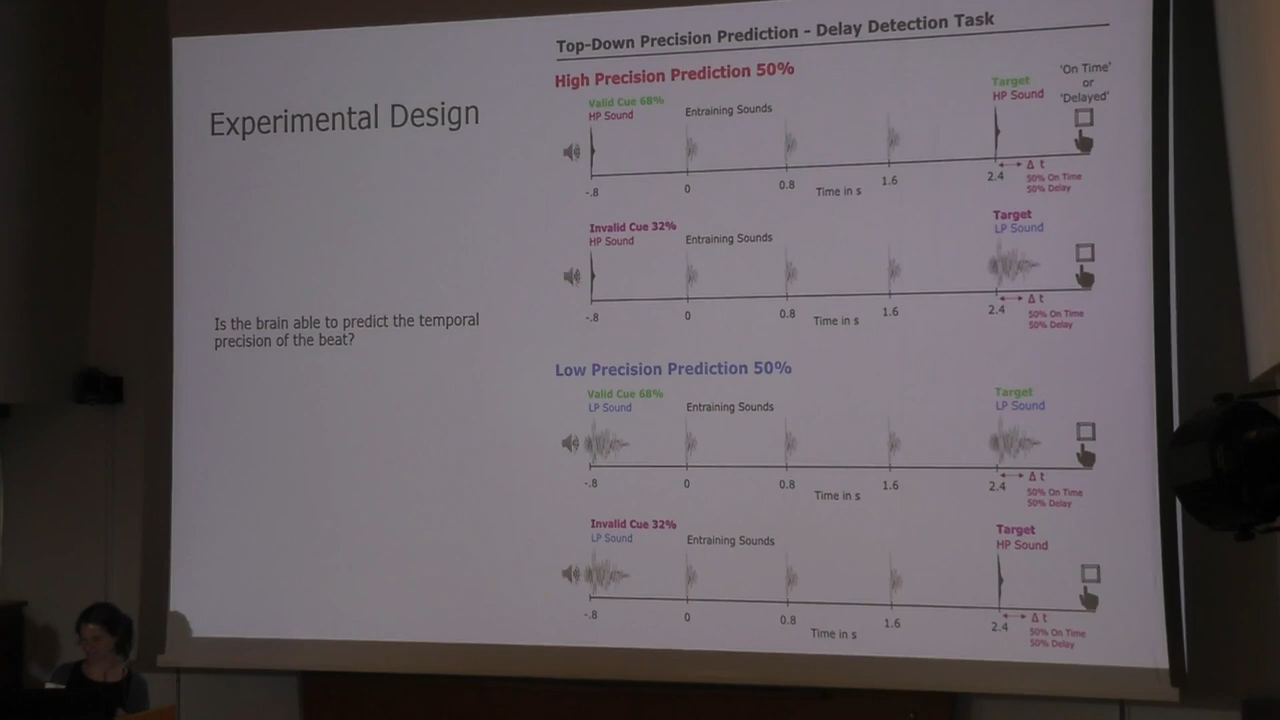 Experimental Design
Is the brain able to predict the temporal
precision of the beat?
Top-Down Precision Prediction - Delay Detection Task
High Precision Prediction 50%
Valid Cue 68%
HP Sound
Entraining Sounds
Target
HP Sound
'On Time'
or
'Delayed'
-.8
0
0.8
Time in s
1.6
2.4
Δ t
50% On Time
50% Delay
Invalid Cue 32%
HP Sound
Entraining Sounds
Target
LP Sound
-.8
0
0.8
Time in s
1.6
2.4
Δ t
50% On Time
50% Delay
Low Precision Prediction 50%
Valid Cue 68%
LP Sound
Entraining Sounds
Target
LP Sound
-.8
0
0.8
Time in s
1.6
2.4
Δ t
50% On Time
50% Delay
Invalid Cue 32%
LP Sound
Entraining Sounds
Target
HP Sound
-.8
0
0.8
Time in s
1.6
2.4
Δ t
50% On Time
50% Delay